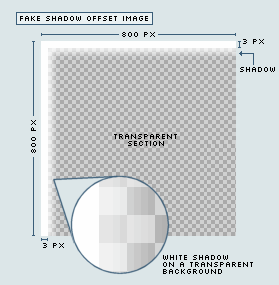 FAKE SHADOW OFFSET IMAGE
800 PX
3 PX
SHADOW
800 PX
TRANSPARENT
SECTION
3 PX
WHITE SHADOW
ON A TRANSPARENT
BACKGROUND